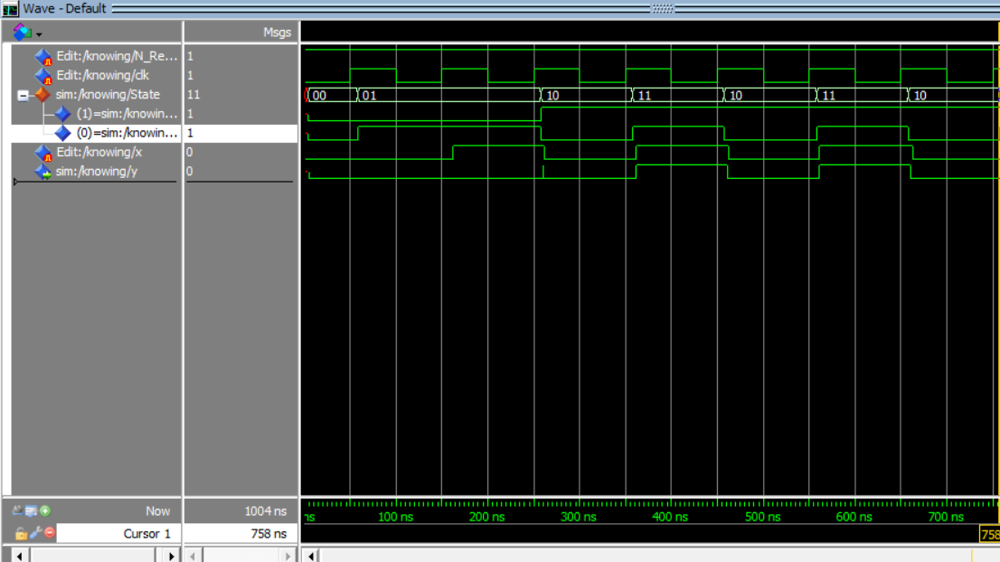 Wave - Default
Msgs
Edit:/knowing/N_Re... 1
Edit:/knowing/clk 1
sim:/knowing/State 11 00 01 10 11 10 11 10
(1)=sim:/knowin... 1
(0)=sim:/knowin... 1
Edit:/knowing/x 0
sim:/knowing/y 0
Now 1004 ns ns 100 ns 200 ns 300 ns 400 ns 500 ns 600 ns 700 ns
Cursor 1 758 ns 758